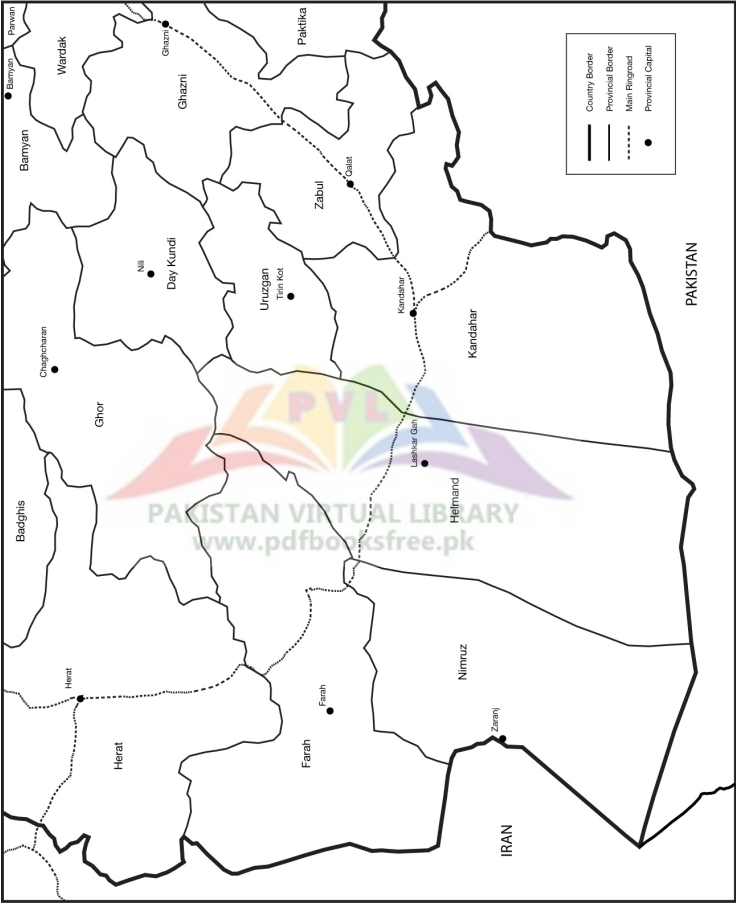 Parwan
Bamyan
Wardak
Ghazni
Paktika
Bamyan
Ghazni
Zabul
Qalat
Nili
Day Kundi
Uruzgan
Tirin Kot
Chaghcharan
Ghor
Kandahar
Kandahar
PAKISTAN
Badghis
Lashkar Gah
Helmand
Herat
Herat
Farah
Farah
Nimruz
Zaranj
IRAN
Country Border
Provincial Border
Main Ringroad
Provincial Capital
PVL
PAKISTAN VIRTUAL LIBRARY
www.pdfbooksfree.pk